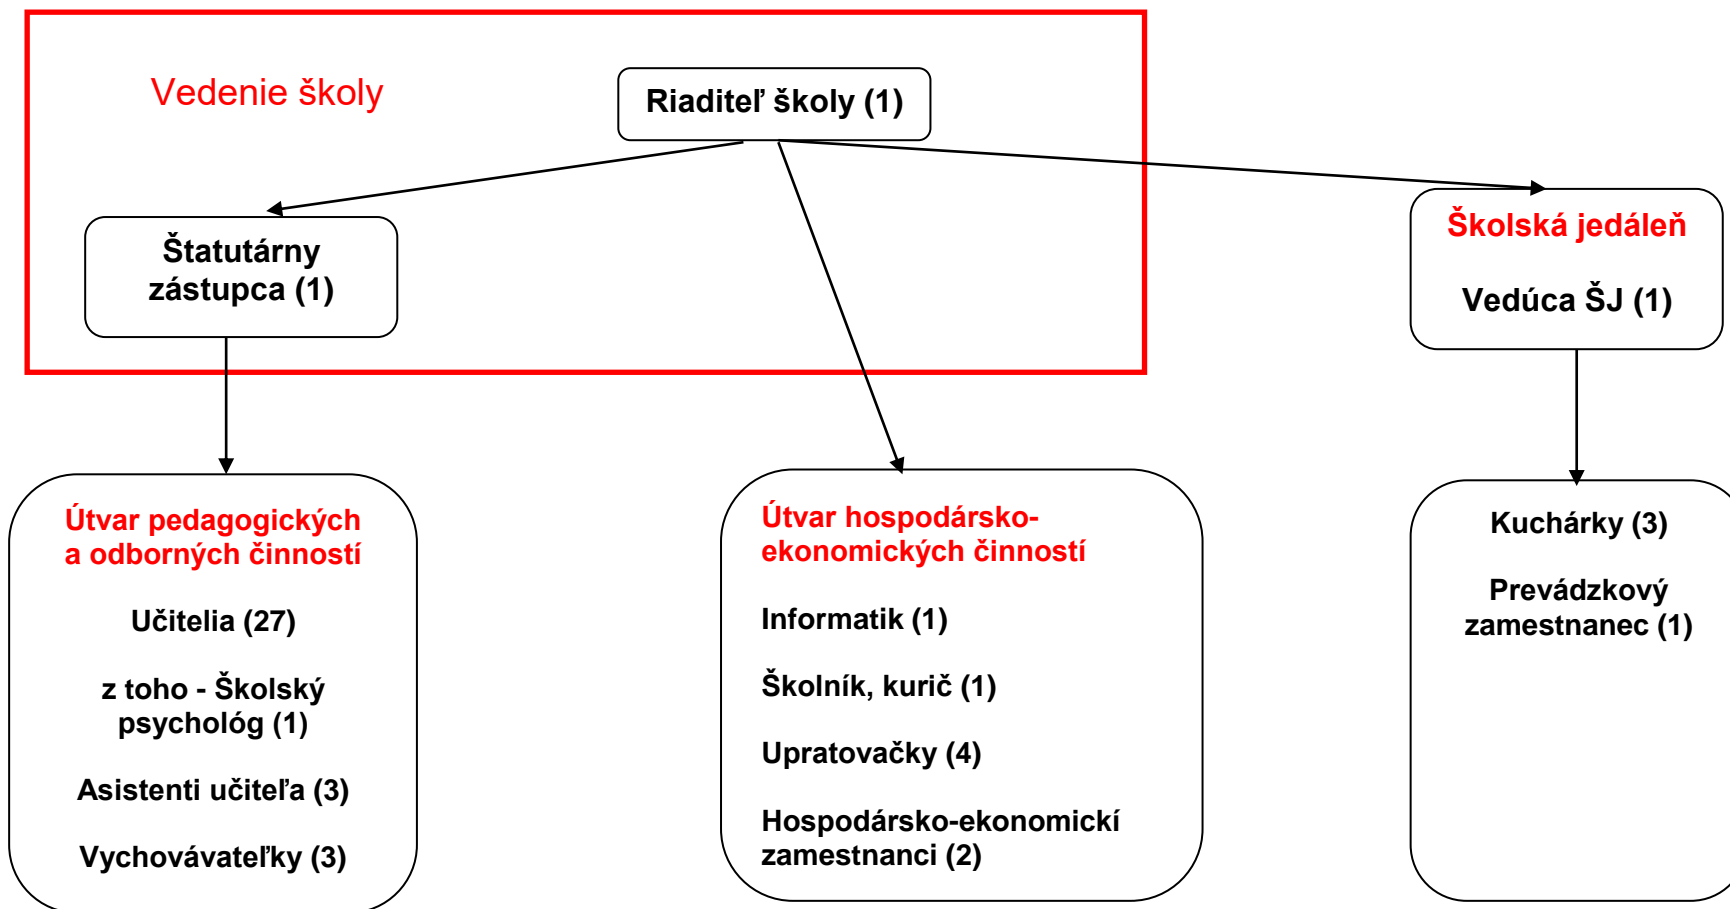 Vedenie školy
Riaditeľ školy (1)
Štatutárny
zástupca (1)
Školská jedáleň
Vedúca ŠJ (1)
Útvar pedagogických
a odborných činností
Učitelia (27)
z toho - Školský
psychológ (1)
Asistenti učiteľa (3)
Vychovávateľky (3)
Útvar hospodársko-
ekonomických činností
Informatik (1)
Školník, kurič (1)
Upratovačky (4)
Hospodársko-ekonomickí
zamestnanci (2)
Kuchárky (3)
Prevádzkový
zamestnanec (1)